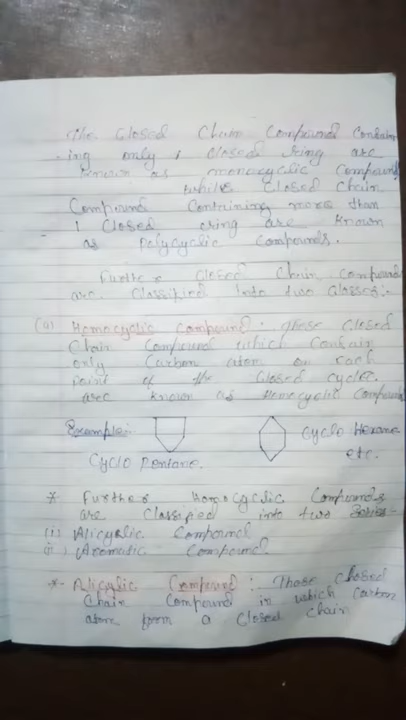 The Closed Chain Compound Contain
-ing only 1 closed ring are
known as monocyclic Compound
while Closed Chain.
Compound Containing more than
1 Closed ring are known
as Polycyclic Compounds.
Further Closed Chain Compound
are Classified into two Classes:-
(a) Homocyclic Compound: Those Closed
Chain Compound which contain
only Carbon atom on each
point of the Closed cycle.
are known as Homocyclic Compound
Example:
Cyclo Hexane
etc.
Cyclo Pentane.
* Further Homocyclic Compounds
are Classified into two Series-
(i) Alicyclic Compound
(ii) Aromatic Compound.
* Alicylic Compound: Those Closed
Chain Compound in which Carbon
atom form a Closed Chain